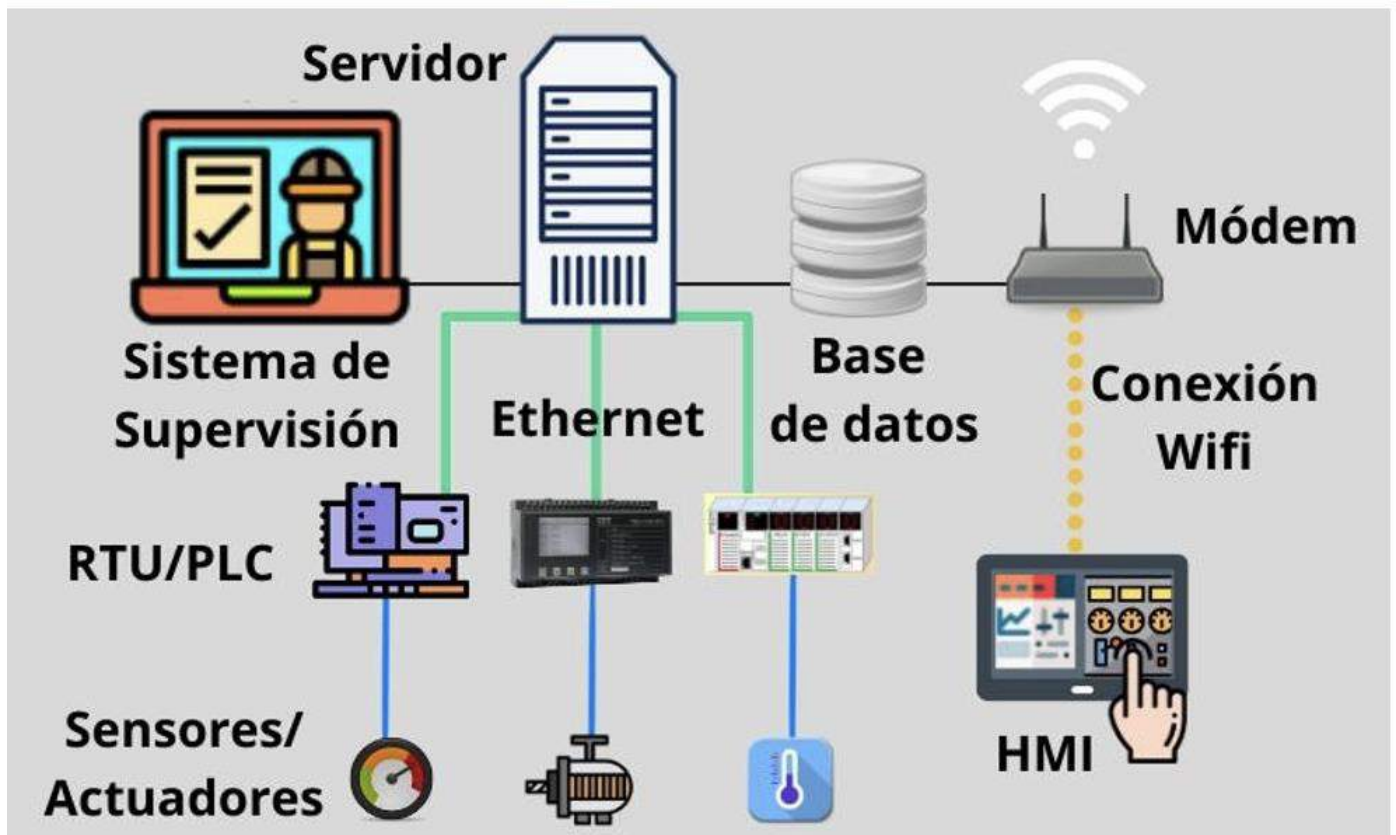 Servidor
Módem
Sistema de
Supervisión
Ethernet
Base
de datos
Conexión
Wifi
RTU/PLC
Sensores/
Actuadores
HMI